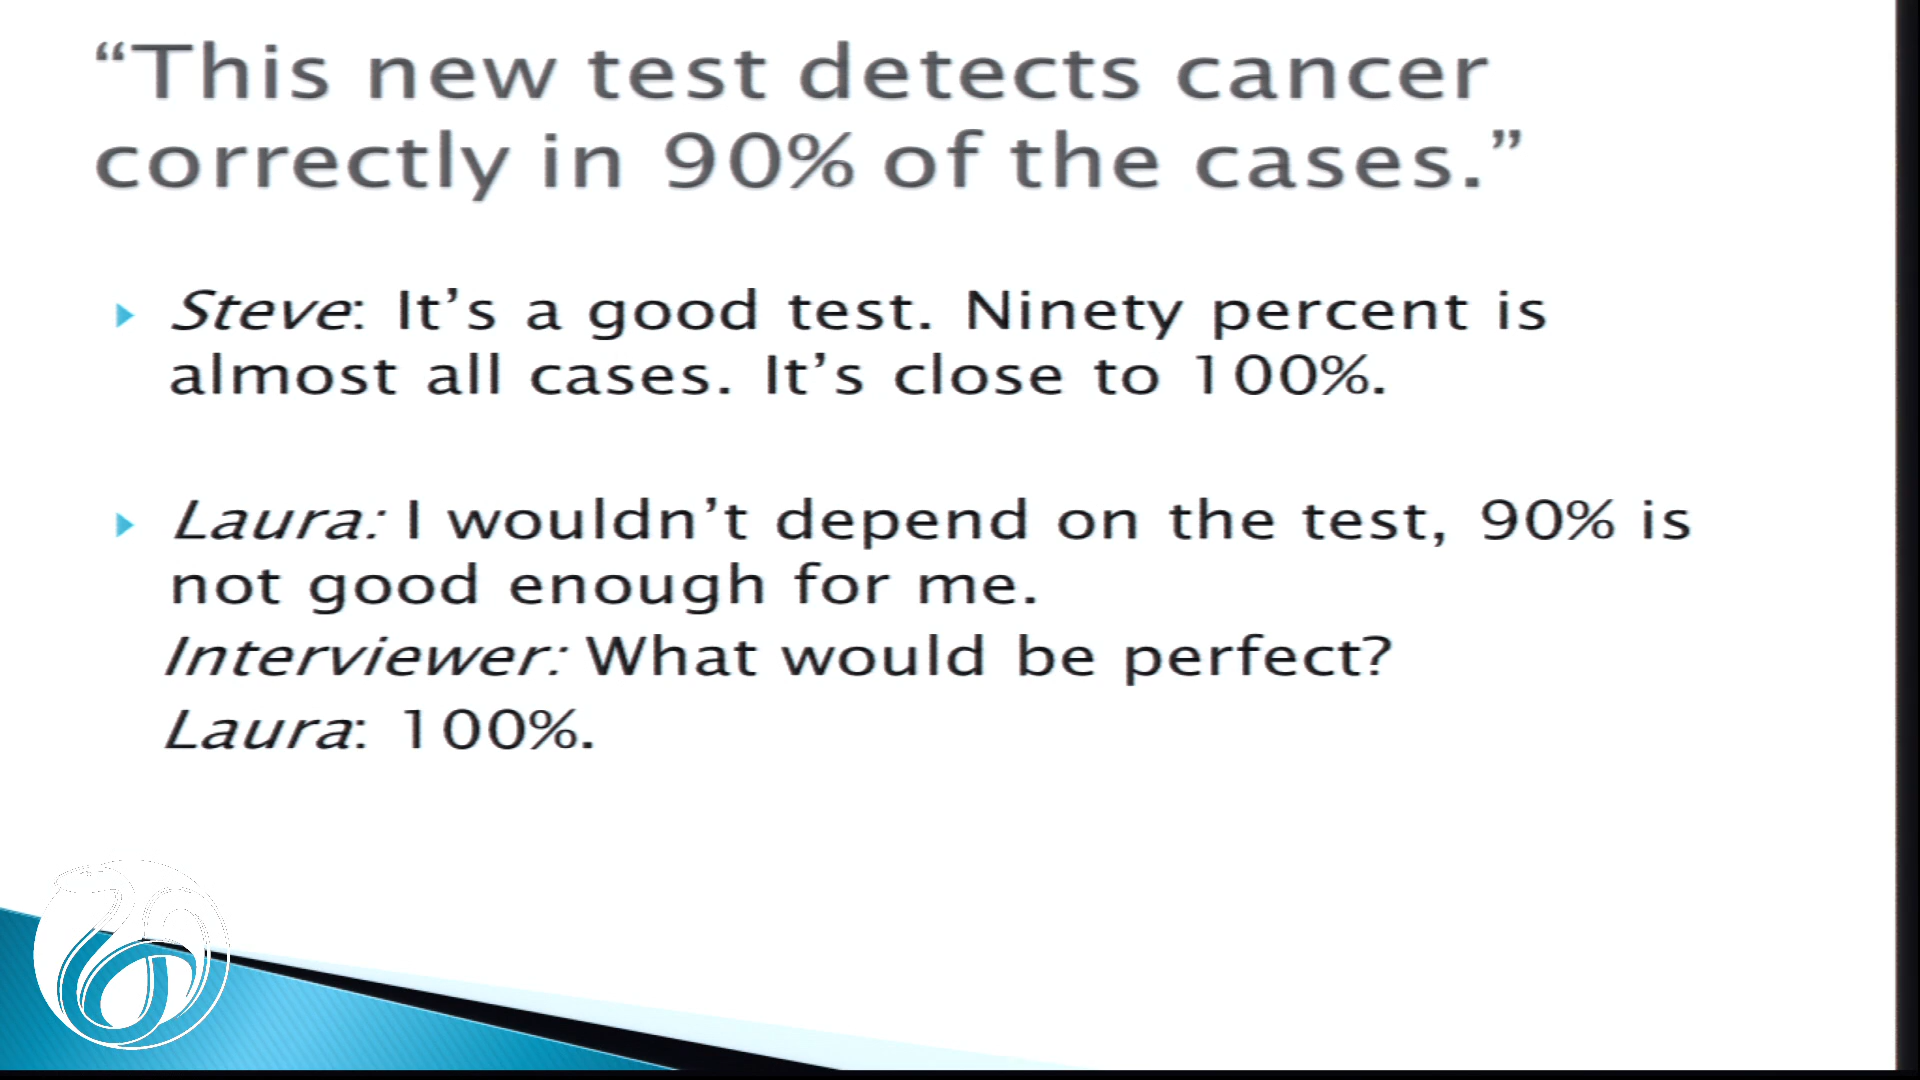 “This new test detects cancer
correctly in 90% of the cases.”
Steve: It’s a good test. Ninety percent is
almost all cases. It’s close to 100%.
Laura: I wouldn’t depend on the test, 90% is
not good enough for me.
Interviewer: What would be perfect?
Laura: 100%.